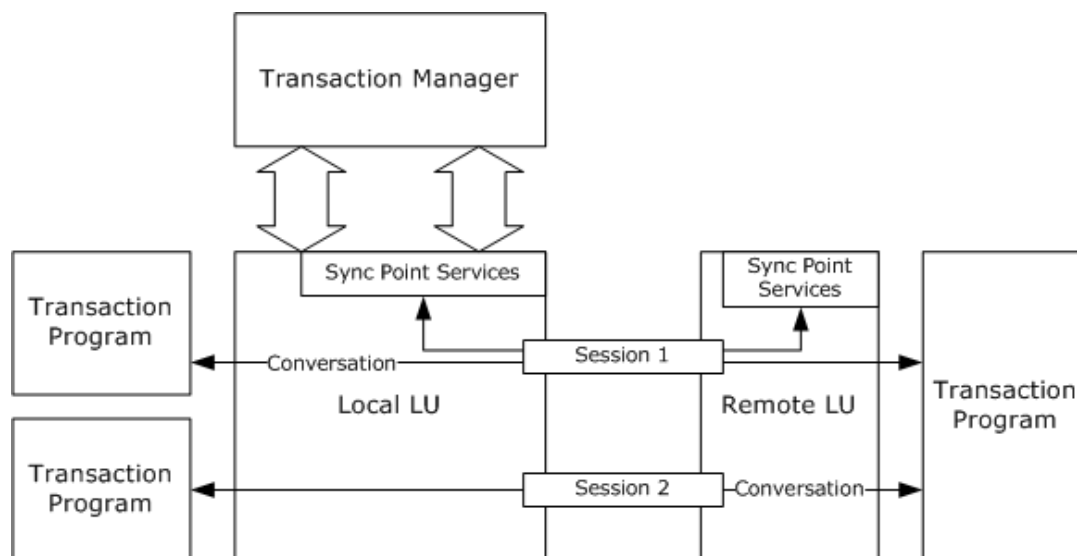 Transaction Manager
Sync Point Services
Sync Point
Services
Transaction
Program
Session 1
Conversation
Transaction
Program
Local LU
Remote LU
Transaction
Program
Session 2
Conversation